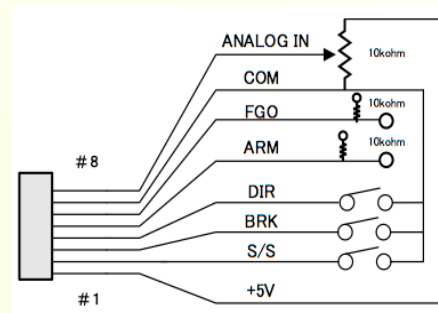 ANALOG IN
10kohm
COM
FGO
10kohm
ARM
10kohm
#8
DIR
BRK
S/S
#1
+5V